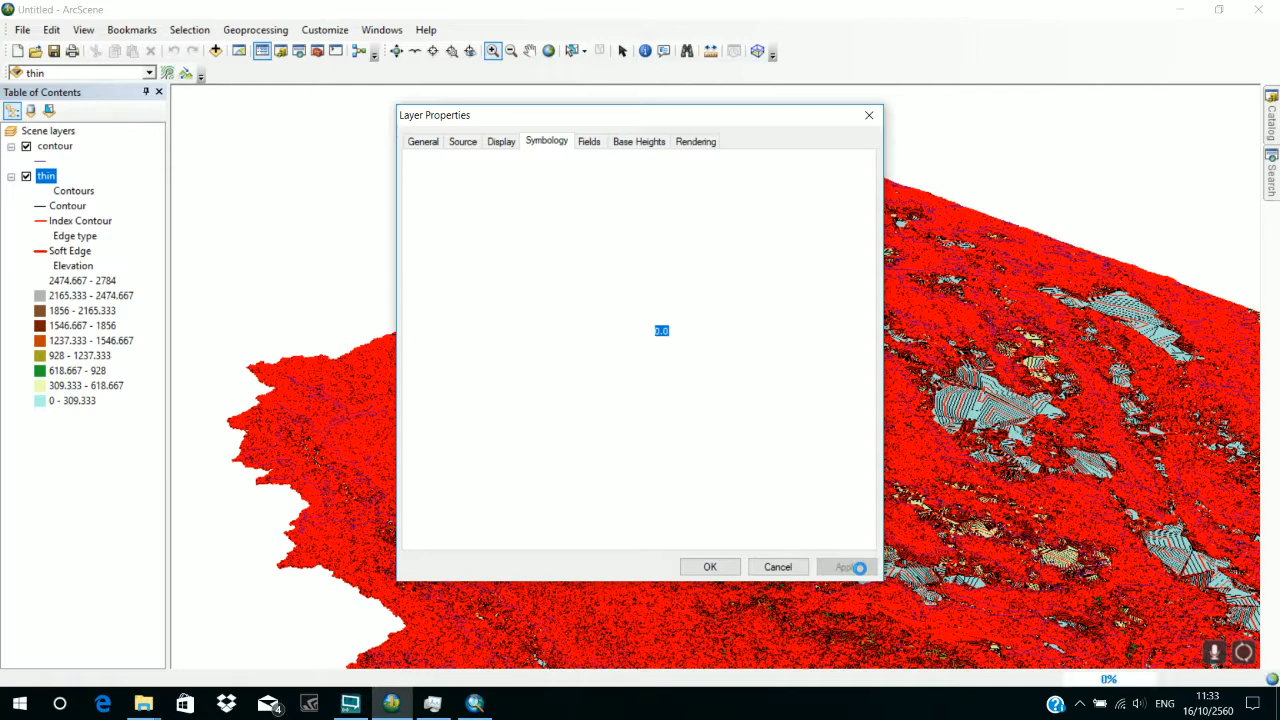 Untitled - ArcScene
File Edit View Bookmarks Selection Geoprocessing Customize Windows Help
thin
Table of Contents
Scene layers
contour
thin
Contours
Contour
Index Contour
Edge type
Soft Edge
Elevation
2474.667 - 2784
2165.333 - 2474.667
1856 - 2165.333
1546.667 - 1856
1237.333 - 1546.667
928 - 1237.333
618.667 - 928
309.333 - 618.667
0 - 309.333
Layer Properties
General Source Display Symbology Fields Base Heights Rendering
0.0
OK Cancel
Catalog
Search
0%
4
ENG
11:33
16/10/2560